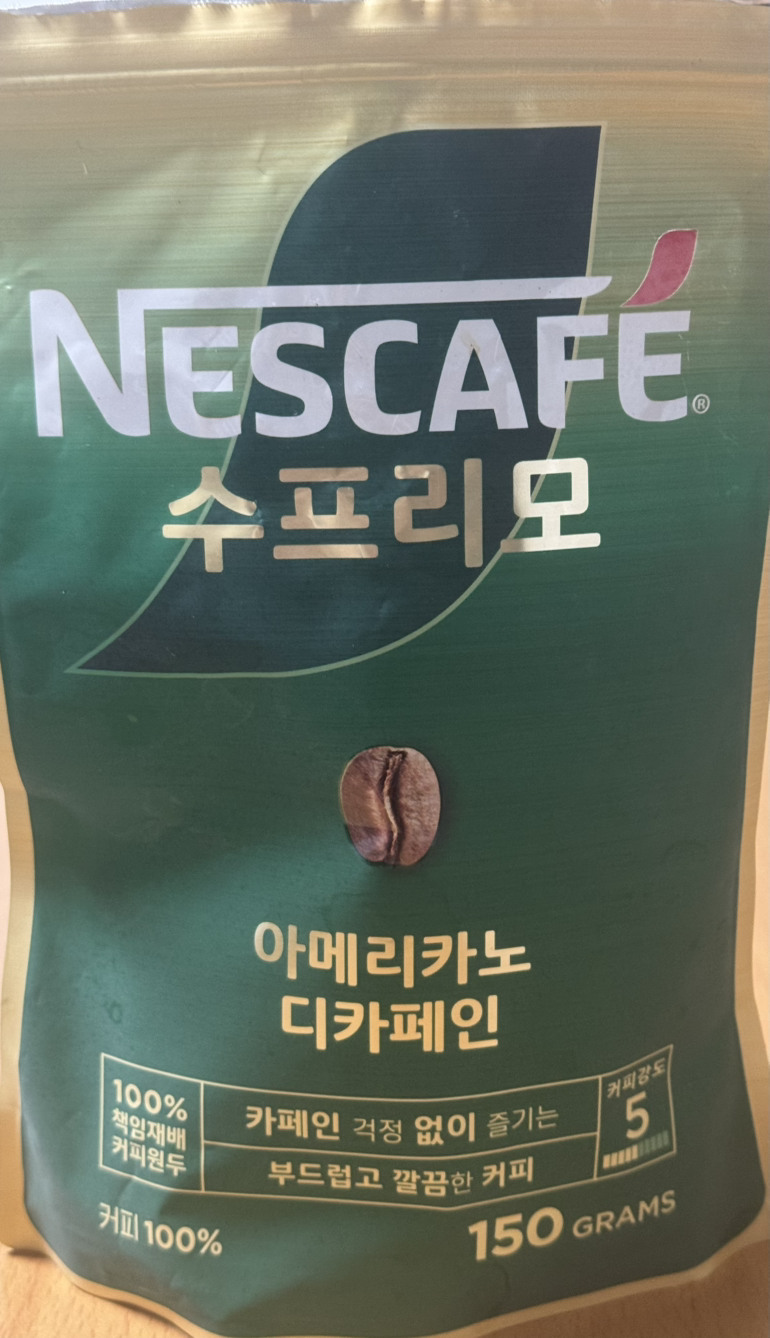 NESCAFÉ®
수프리모
아메리카노
디카페인
100%
책임재배
커피원두
카페인 걱정 없이 즐기는
부드럽고 깔끔한 커피
커피강도
5
커피 100%
150 GRAMS